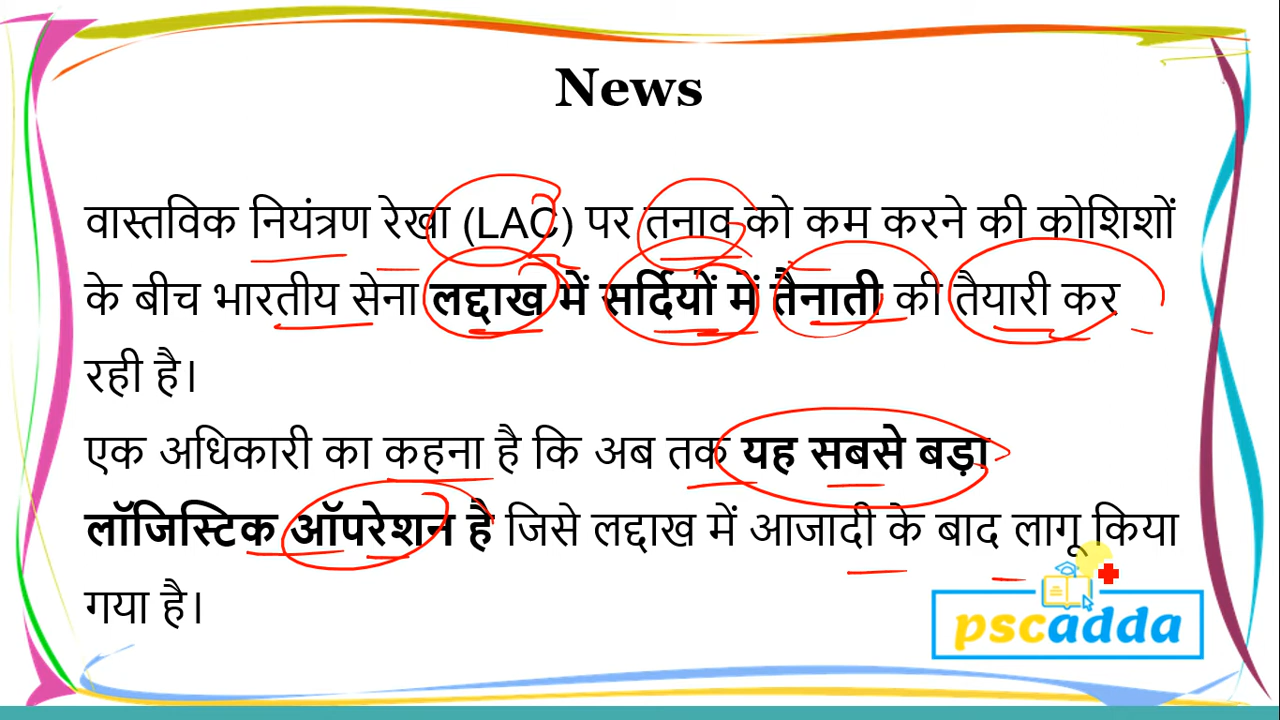 News
वास्तविक नियंत्रण रेखा (LAC) पर तनाव को कम करने की कोशिशों
के बीच भारतीय सेना लद्दाख में सर्दियों में तैनाती की तैयारी कर
रही है।
एक अधिकारी का कहना है कि अब तक यह सबसे बड़ा
लॉजिस्टिक ऑपरेशन है जिसे लद्दाख में आजादी के बाद लागू किया
गया है।
pscadda